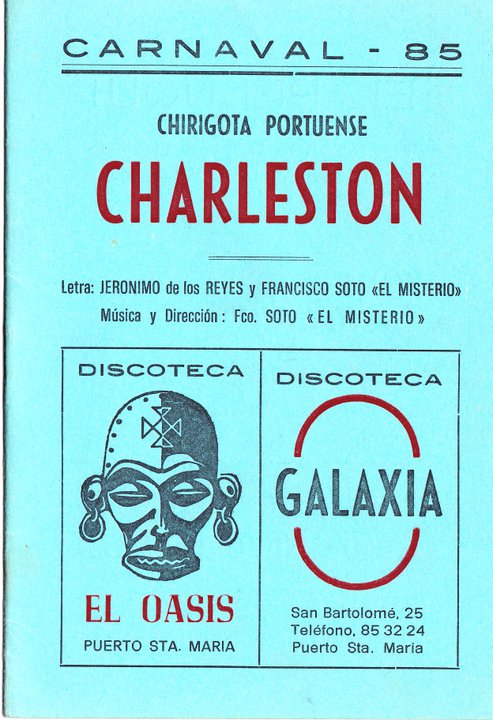 CARNAVAL - 85
CHIRIGOTA PORTUENSE
CHARLESTON
Letra: JERONIMO de los REYES y FRANCISCO SOTO «EL MISTERIO»
Música y Dirección: Fco. SOTO «EL MISTERIO»
DISCOTECA
EL OASIS
PUERTO STA. MARIA
DISCOTECA
GALAXIA
San Bartolomé, 25
Teléfono, 85 32 24
Puerto Sta. María